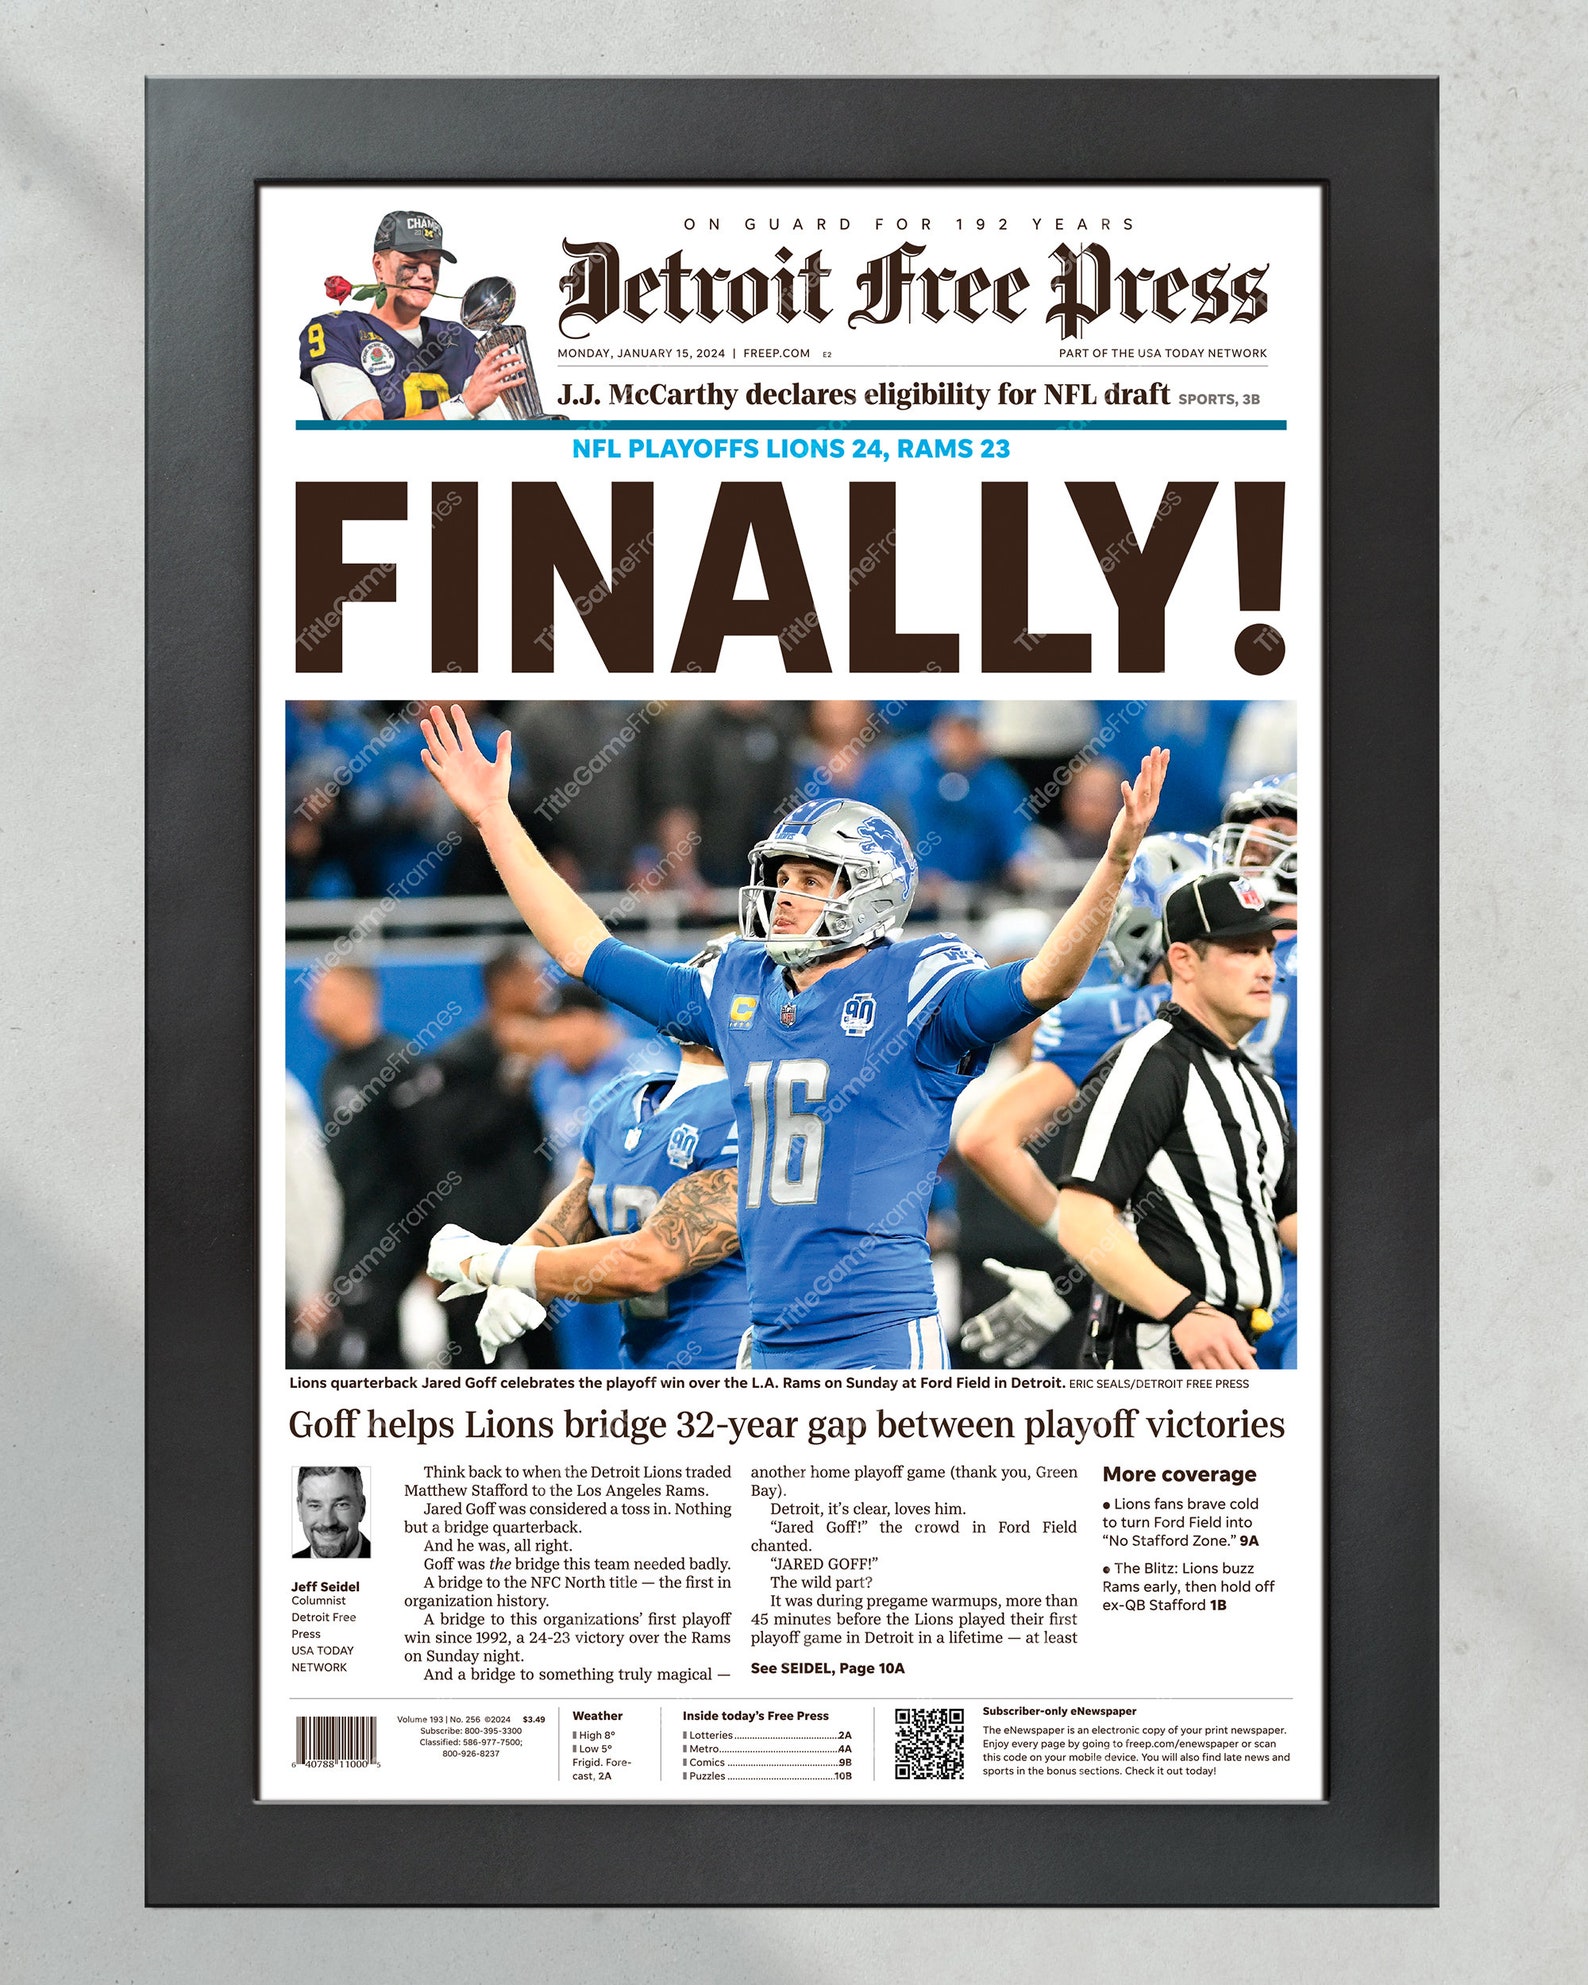 ON GUARD FOR 192 YEARS
Detroit Free Press
MONDAY, JANUARY 15, 2024 | FREEP.COM E2
PART OF THE USA TODAY NETWORK
J.J. McCarthy declares eligibility for NFL draft SPORTS, 3B
CHAMP
M
9
9
NFL PLAYOFFS LIONS 24, RAMS 23
FINALLY!
LIONS
C
90
16
90
LA
Lions quarterback Jared Goff celebrates the playoff win over the L.A. Rams on Sunday at Ford Field in Detroit. ERIC SEALS/DETROIT FREE PRESS
Goff helps Lions bridge 32-year gap between playoff victories
Jeff Seidel
Columnist
Detroit Free
Press
USA TODAY
NETWORK
Think back to when the Detroit Lions traded
Matthew Stafford to the Los Angeles Rams.
Jared Goff was considered a toss in. Nothing
but a bridge quarterback.
And he was, all right.
Goff was the bridge this team needed badly.
A bridge to the NFC North title — the first in
organization history.
A bridge to this organizations' first playoff
win since 1992, a 24-23 victory over the Rams
on Sunday night.
And a bridge to something truly magical —
another home playoff game (thank you, Green
Bay).
Detroit, it's clear, loves him.
"Jared Goff!" the crowd in Ford Field
chanted.
"JARED GOFF!"
The wild part?
It was during pregame warmups, more than
45 minutes before the Lions played their first
playoff game in Detroit in a lifetime — at least
See SEIDEL, Page 10A
More coverage
● Lions fans brave cold
to turn Ford Field into
"No Stafford Zone." 9A
● The Blitz: Lions buzz
Rams early, then hold off
ex-QB Stafford 1B
6 40788 11000 5
Volume 193 | No. 256 ©2024 $3.49
Subscribe: 800-395-3300
Classified: 586-977-7500;
800-926-8237
Weather
High 8°
Low 5°
Frigid. Fore-
cast, 2A
Inside today's Free Press
Lotteries 2A
Metro 4A
Comics 9B
Puzzles 10B
Subscriber-only eNewspaper
The eNewspaper is an electronic copy of your print newspaper.
Enjoy every page by going to freep.com/enewspaper or scan
this code on your mobile device. You will also find late news and
sports in the bonus sections. Check it out today!
TitleGameFrames